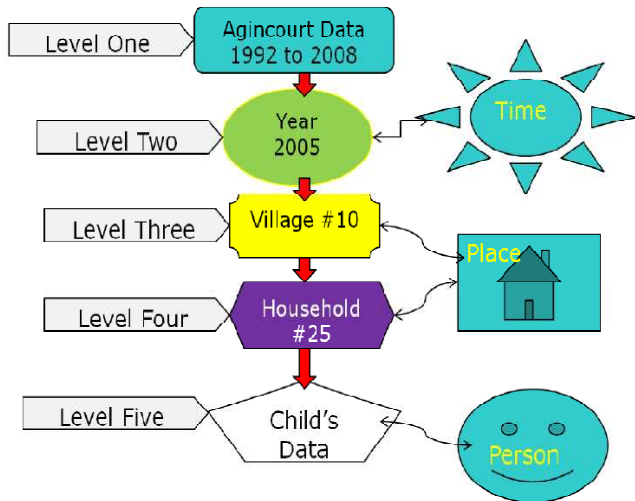 Level One
Agincourt Data
1992 to 2008
Level Two
Year
2005
Time
Level Three
Village #10
Place
Level Four
Household
#25
Level Five
Child's
Data
Person